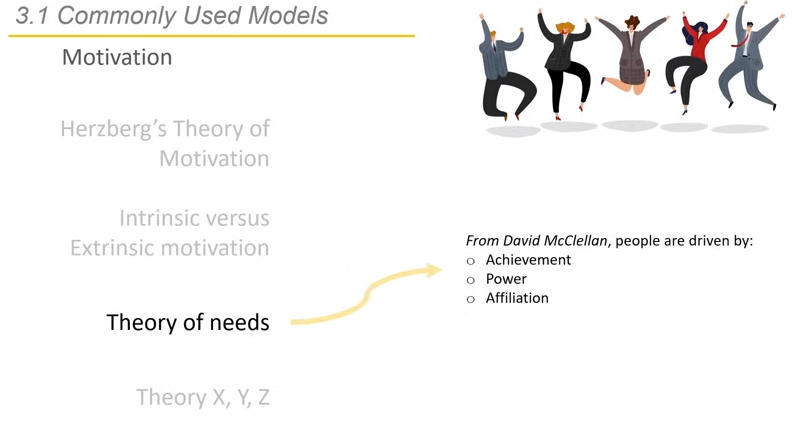 3.1 Commonly Used Models
Motivation
Herzberg's Theory of
Motivation
Intrinsic versus
Extrinsic motivation
Theory of needs
Theory X, Y, Z
From David McClellan, people are driven by:
o Achievement
o Power
o Affiliation